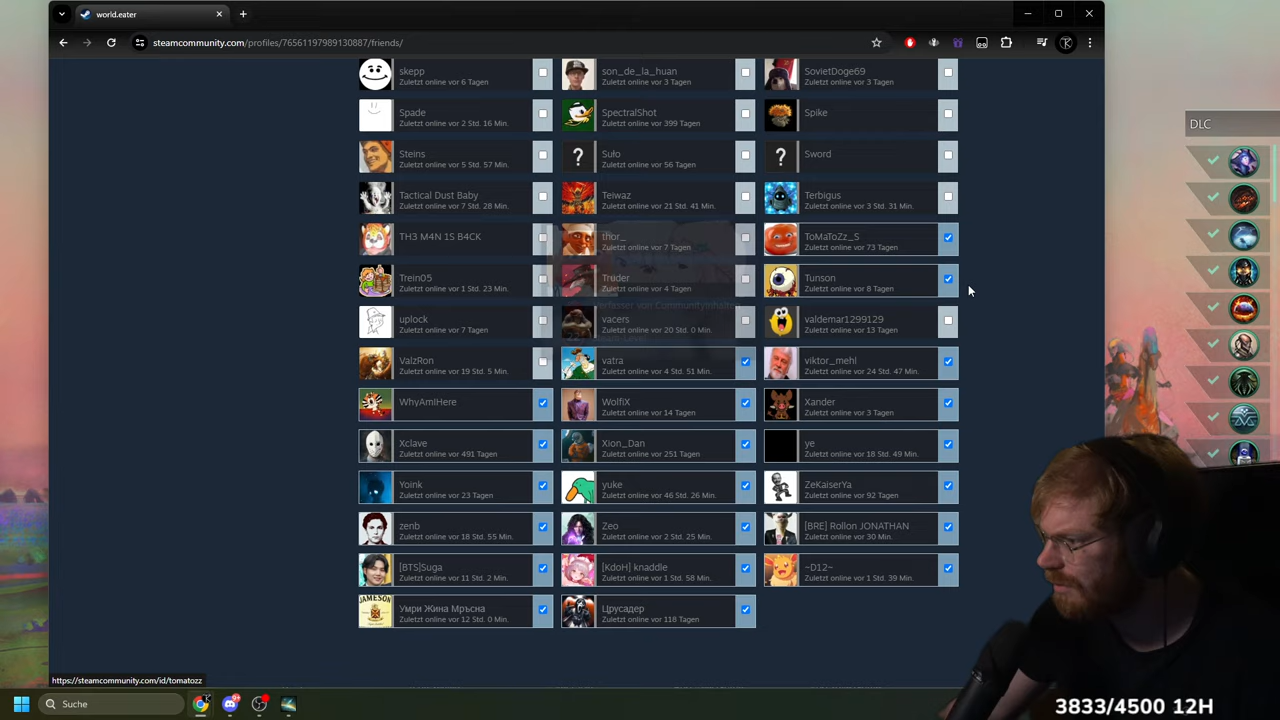 world.eater
steamcommunity.com/profiles/76561197989130887/friends/
skepp
Zuletzt online vor 6 Tagen
son_de_la_huan
Zuletzt online vor 3 Tagen
SovietDoge69
Zuletzt online vor 3 Tagen
Spade
Zuletzt online vor 2 Std. 16 Min.
SpectralShot
Zuletzt online vor 399 Tagen
Spike
Steins
Zuletzt online vor 5 Std. 57 Min.
Suło
Zuletzt online vor 56 Tagen
Sword
Tactical Dust Baby
Zuletzt online vor 7 Std. 28 Min.
Teiwaz
Zuletzt online vor 21 Std. 41 Min.
Terbigus
Zuletzt online vor 3 Std. 31 Min.
TH3 M4N 1S B4CK
thor_
Zuletzt online vor 7 Tagen
ToMaToZz_S
Zuletzt online vor 73 Tagen
Trein05
Zuletzt online vor 1 Std. 23 Min.
Truder
Zuletzt online vor 4 Tagen
Tunson
Zuletzt online vor 8 Tagen
uplock
Zuletzt online vor 7 Tagen
vacers
Zuletzt online vor 20 Std. 0 Min.
valdemar1299129
Zuletzt online vor 13 Tagen
ValzRon
Zuletzt online vor 19 Std. 5 Min.
vatra
Zuletzt online vor 4 Std. 51 Min.
viktor_mehl
Zuletzt online vor 24 Std. 47 Min.
WhyAmIHere
WolfiX
Zuletzt online vor 14 Tagen
Xander
Zuletzt online vor 3 Tagen
Xclave
Zuletzt online vor 491 Tagen
Xion_Dan
Zuletzt online vor 251 Tagen
ye
Zuletzt online vor 18 Std. 49 Min.
Yoink
Zuletzt online vor 23 Tagen
yuke
Zuletzt online vor 46 Std. 26 Min.
ZeKaiserYa
Zuletzt online vor 92 Tagen
zenb
Zuletzt online vor 18 Std. 55 Min.
Zeo
Zuletzt online vor 2 Std. 25 Min.
[BRE] Rollon JONATHAN
Zuletzt online vor 30 Min.
[BTS]Suga
Zuletzt online vor 11 Std. 2 Min.
[KdoH] knaddle
Zuletzt online vor 1 Std. 58 Min.
~D12~
Zuletzt online vor 1 Std. 39 Min.
JAMESON
Умри Жина Мръсна
Zuletzt online vor 12 Std. 0 Min.
Црусадер
Zuletzt online vor 118 Tagen
https://steamcommunity.com/id/tomatozz
Suche
DLC
3833/4500 12H